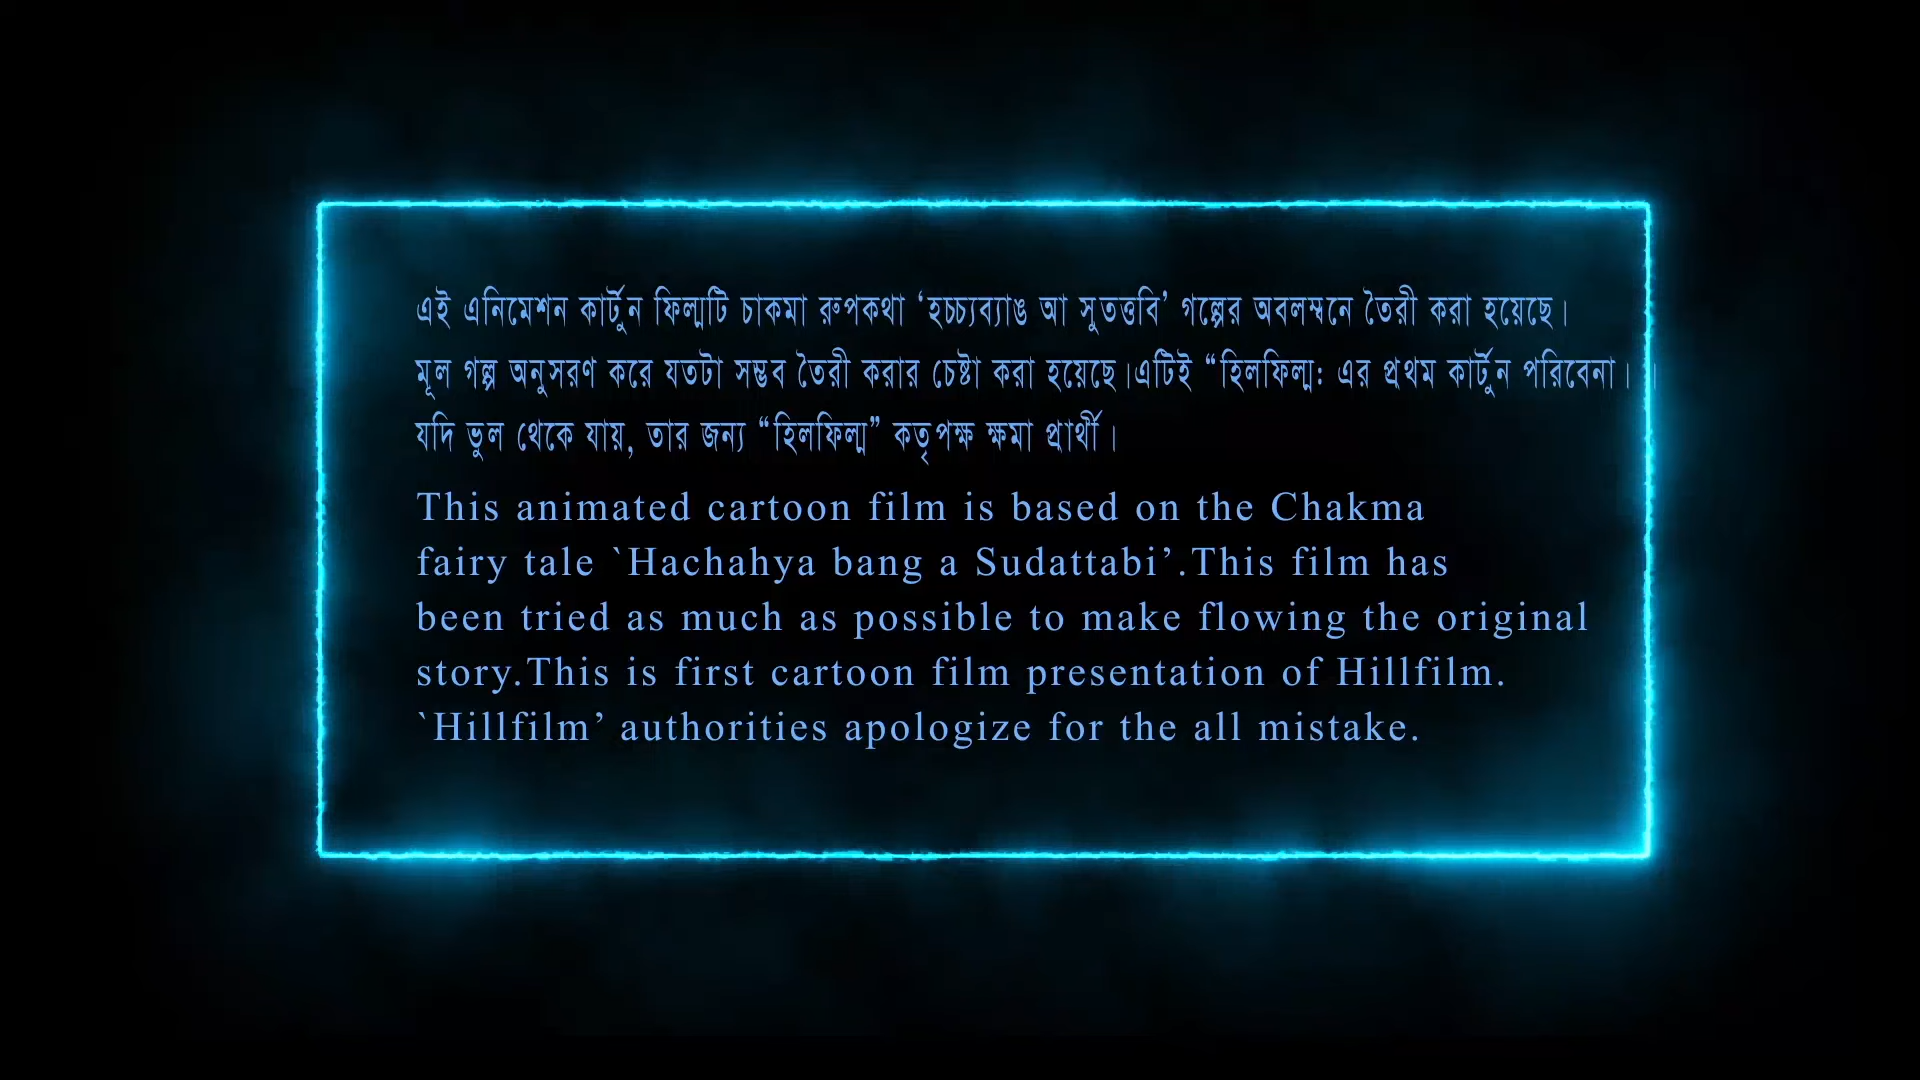 এই এনিমেশন কার্টুন ফিল্মটি চাকমা রুপকথা ‘হচ্চ্যব্যাঙ আ সুতত্তবি’ গল্পের অবলম্বনে তৈরী করা হয়েছে।
মূল গল্প অনুসরণ করে যতটা সম্ভব তৈরী করার চেষ্টা করা হয়েছে।এটিই “হিলফিল্ম: এর প্রথম কার্টুন পরিবেনা। ।
যদি ভুল থেকে যায়, তার জন্য “হিলফিল্ম” কতৃপক্ষ ক্ষমা প্রার্থী।
This animated cartoon film is based on the Chakma
fairy tale `Hachahya bang a Sudattabi’.This film has
been tried as much as possible to make flowing the original
story.This is first cartoon film presentation of Hillfilm.
`Hillfilm’ authorities apologize for the all mistake.